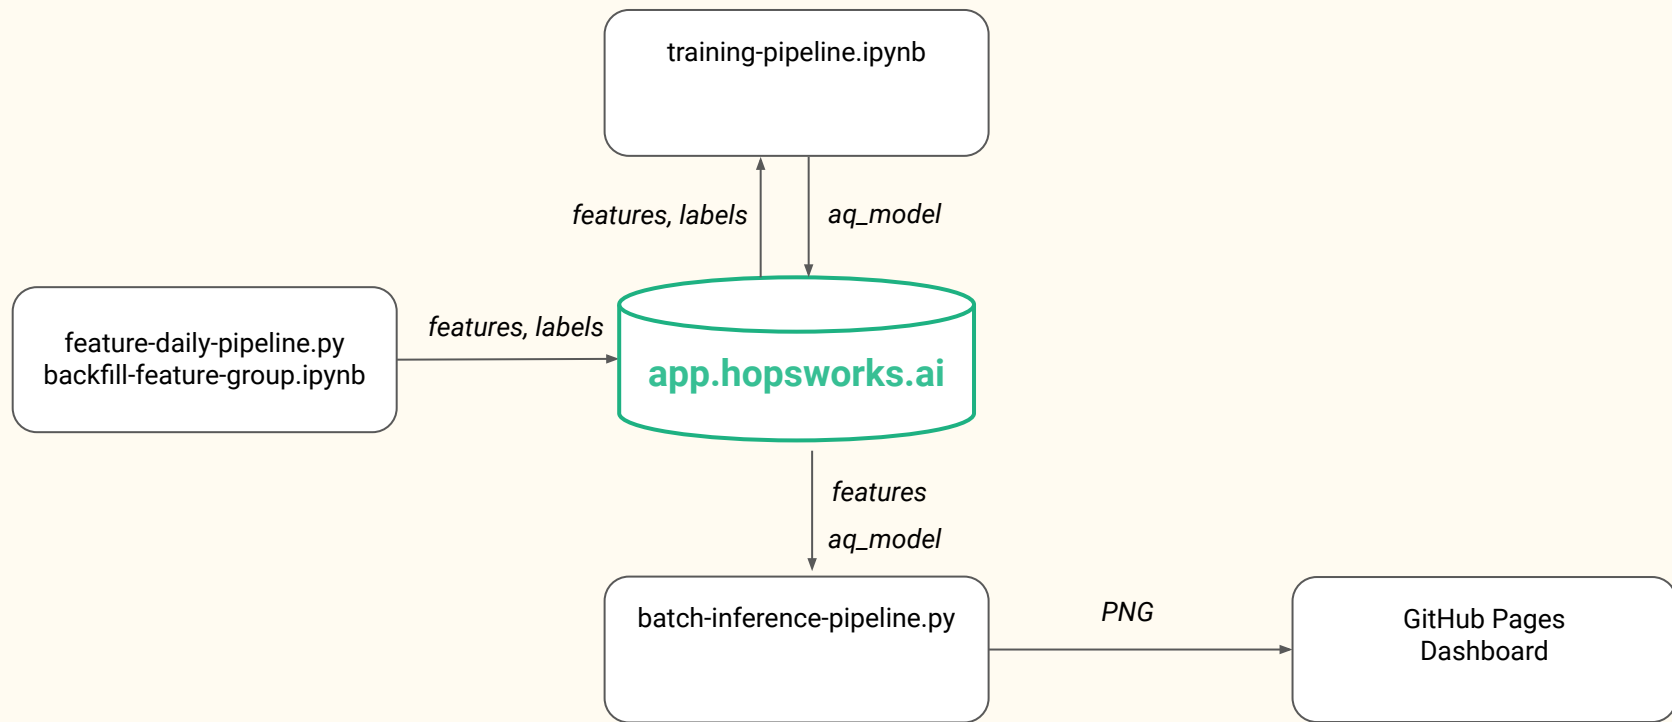 training-pipeline.ipynb
features, labels
aq_model
feature-daily-pipeline.py
backfill-feature-group.ipynb
features, labels
app.hopsworks.ai
features
aq_model
batch-inference-pipeline.py
PNG
GitHub Pages
Dashboard